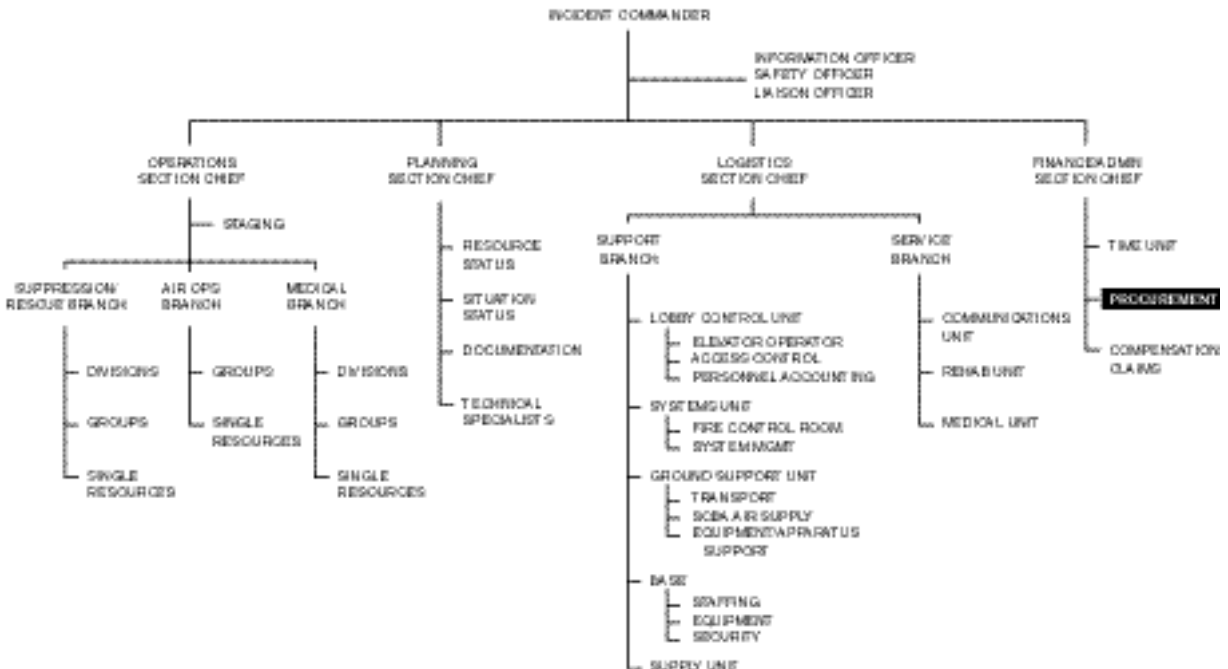 INCIDENT COMMANDER
INFORMATION OFFICER
SAFETY OFFICER
LIAISON OFFICER
OPERATIONS
SECTION CHIEF
PLANNING
SECTION CHIEF
LOGISTICS
SECTION CHIEF
FINANCE/ADMIN
SECTION CHIEF
STAGING
SUPPRESSION/
RESCUE BRANCH
AIR OPS
BRANCH
MEDICAL
BRANCH
DIVISIONS
GROUPS
SINGLE
RESOURCES
GROUPS
SINGLE
RESOURCES
DIVISIONS
GROUPS
SINGLE
RESOURCES
RESOURCE
STATUS
SITUATION
STATUS
DOCUMENTATION
TECHNICAL
SPECIALISTS
SUPPORT
BRANCH
LOBBY CONTROL UNIT
ELEVATOR OPERATOR
ACCESS CONTROL
PERSONNEL ACCOUNTING
SYSTEMS UNIT
FIRE CONTROL ROOM
SYSTEM MGMT
GROUND SUPPORT UNIT
TRANSPORT
SCBA AIR SUPPLY
EQUIPMENT/APPARATUS
SUPPORT
BASE
STAFFING
EQUIPMENT
SECURITY
SUPPLY UNIT
SERVICE
BRANCH
COMMUNICATIONS
UNIT
REHAB UNIT
MEDICAL UNIT
TIME UNIT
PROCUREMENT
COMPENSATION
CLAIMS